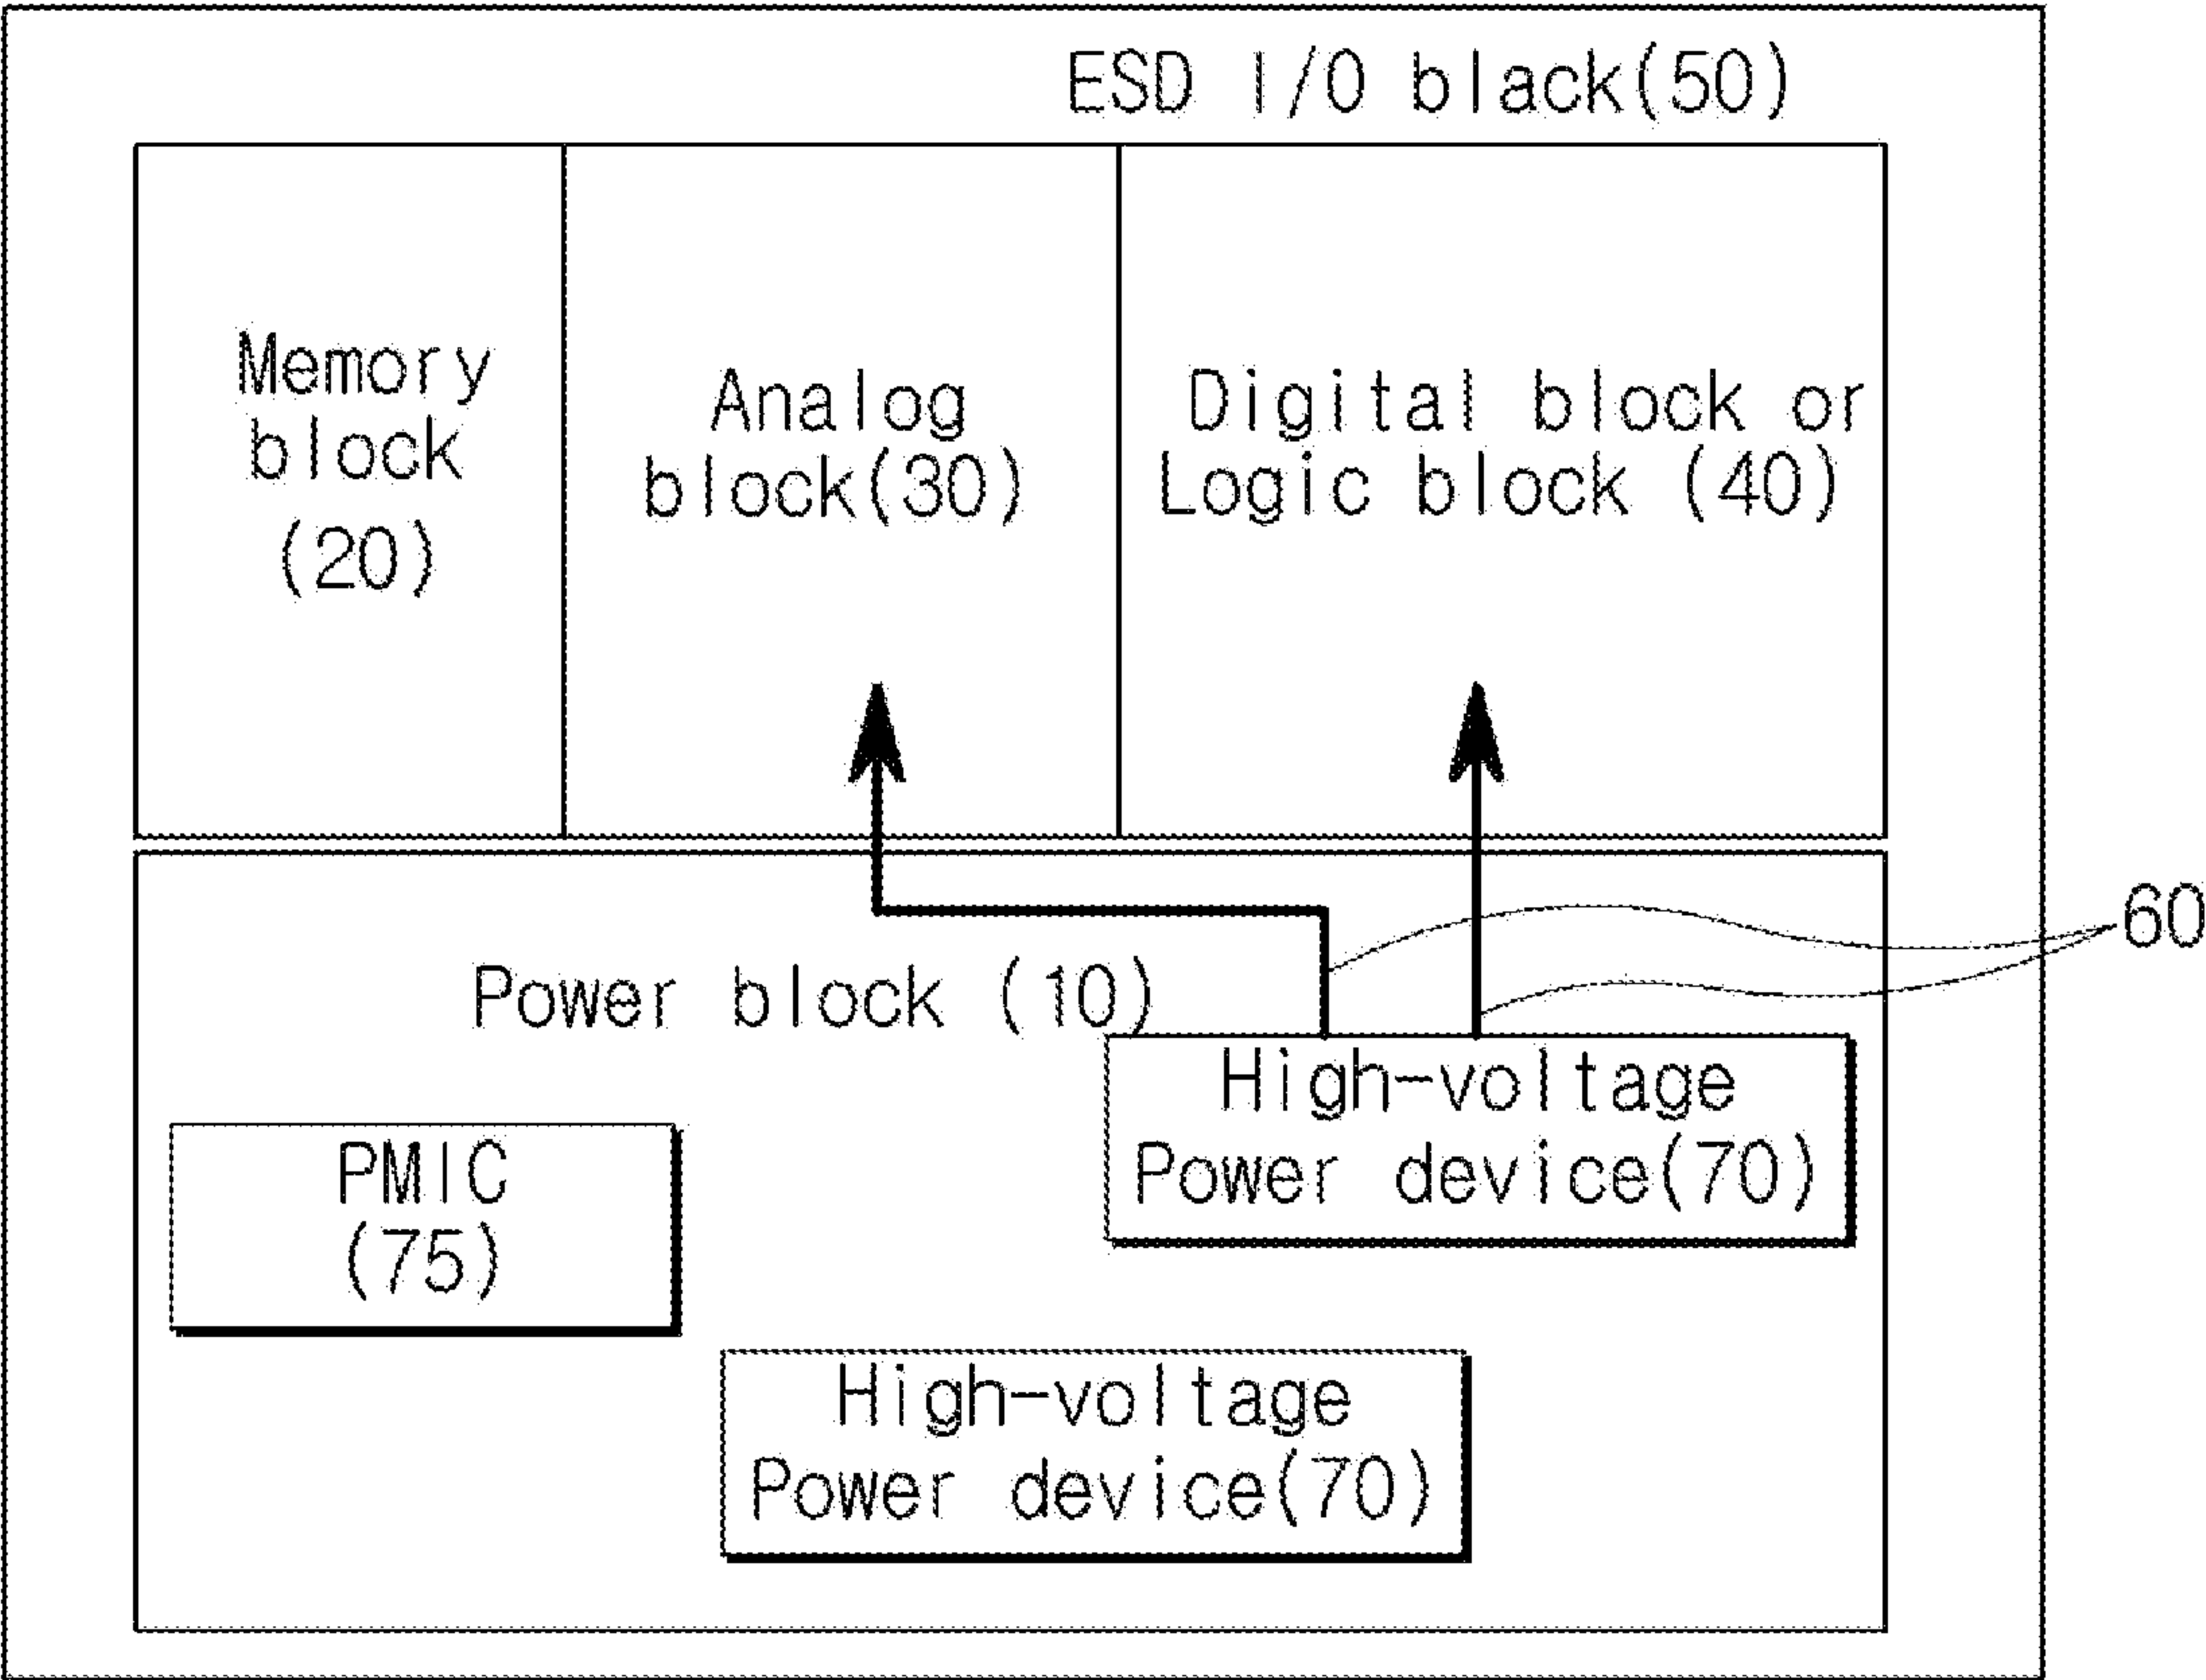 ESD I/O black(50)
Memory
block
(20)
Analog
block(30)
Digital block or
Logic block (40)
60
Power block (10)
High-voltage
Power device(70)
PMIC
(75)
High-voltage
Power device(70)